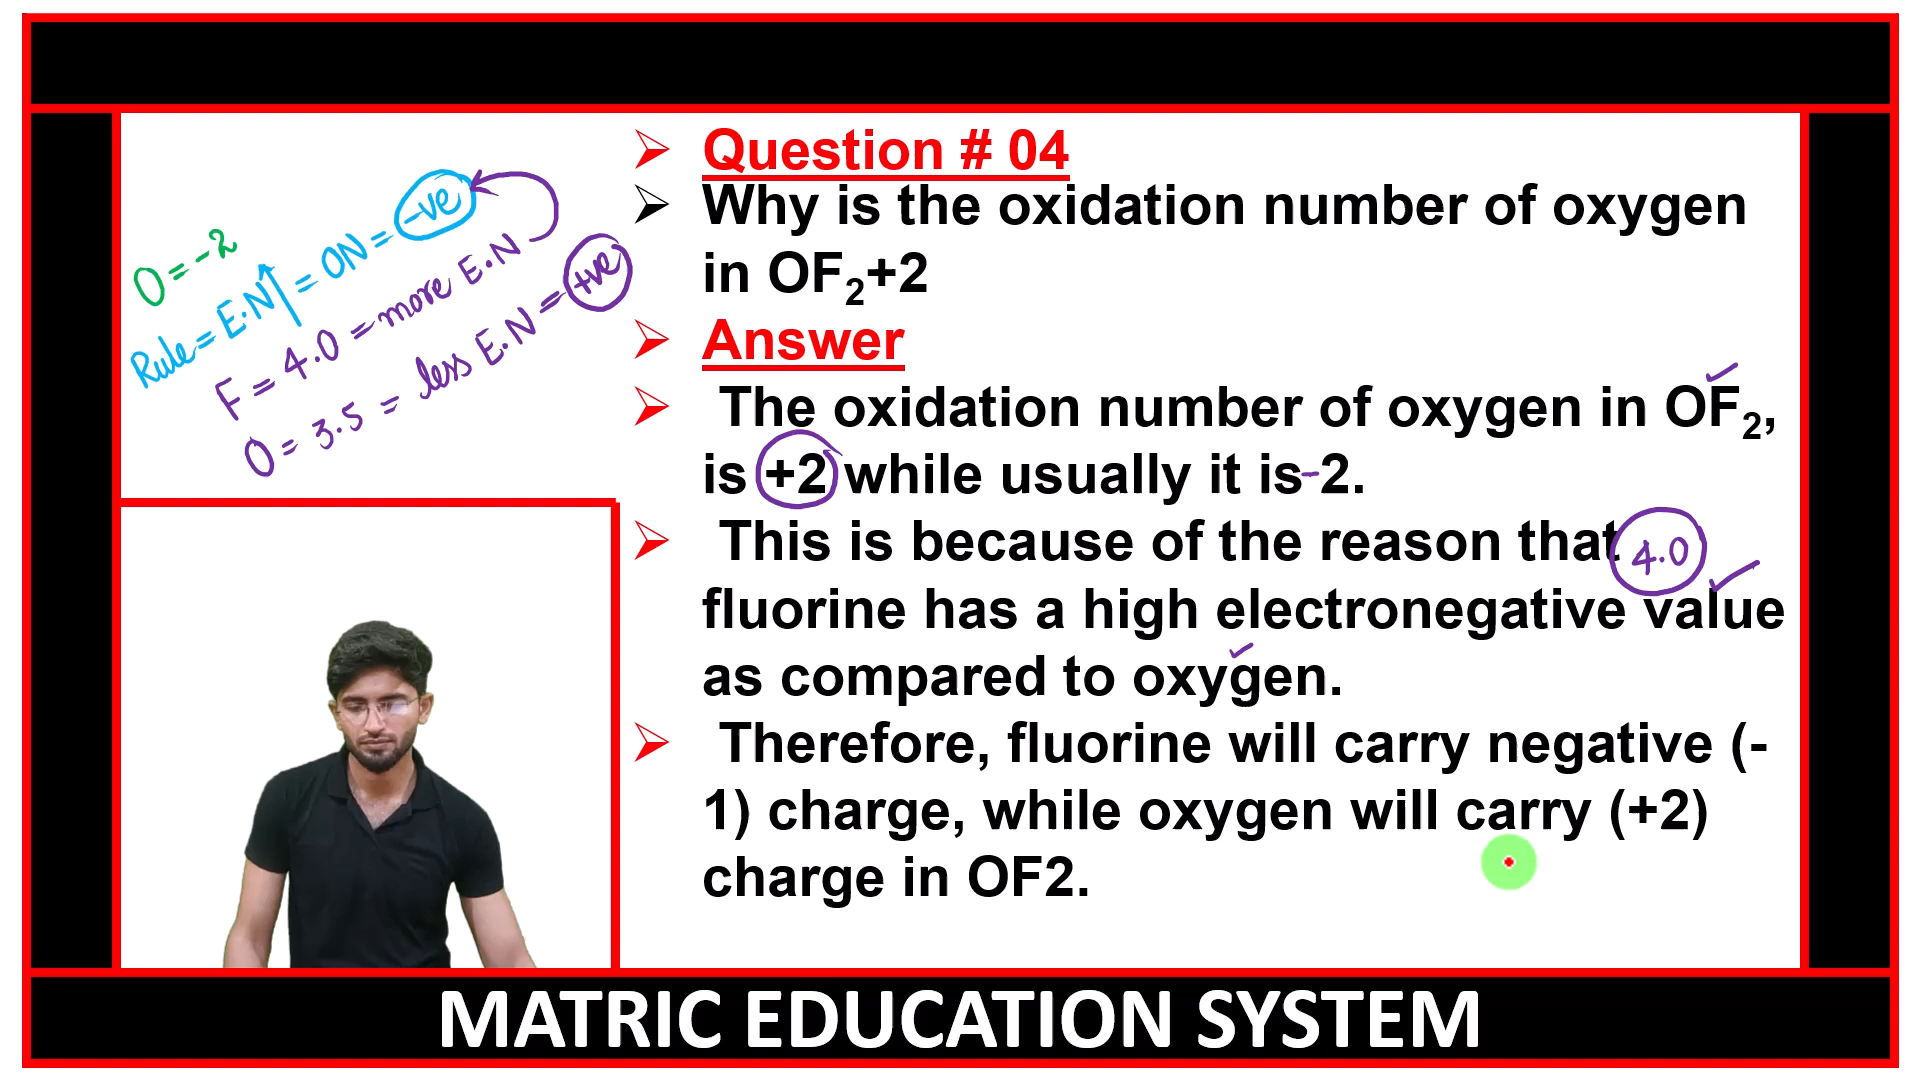 O = -2
Rule = E.N↑ = ON = -ve
F = 4.0 = more E.N
O = 3.5 = less E.N = +ve
Question # 04
Why is the oxidation number of oxygen
in OF₂+2
Answer
The oxidation number of oxygen in OF₂,
is +2 while usually it is-2.
This is because of the reason that 4.0
fluorine has a high electronegative value
as compared to oxygen.
Therefore, fluorine will carry negative (-
1) charge, while oxygen will carry (+2)
charge in OF2.
MATRIC EDUCATION SYSTEM